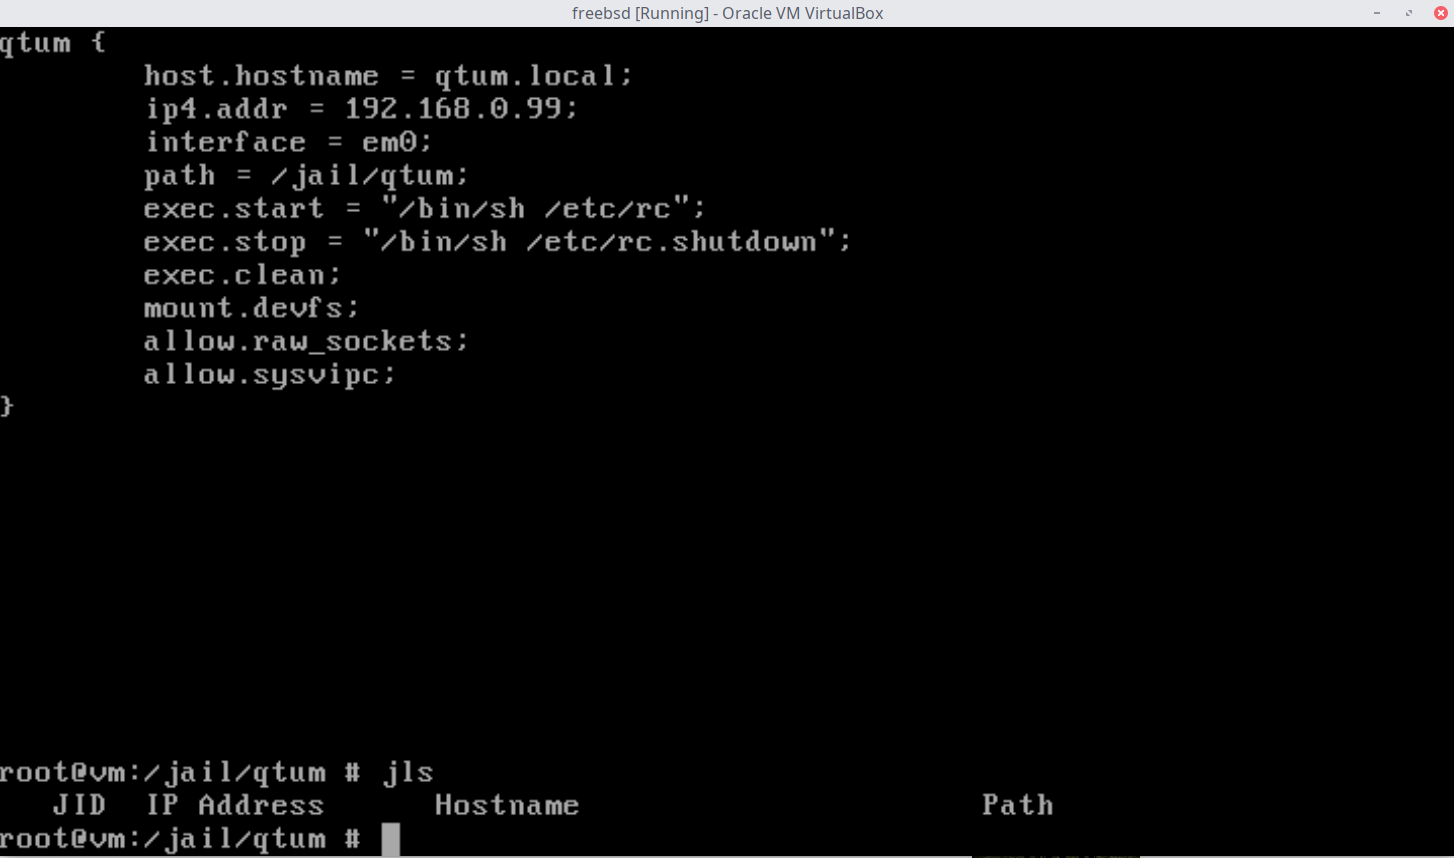 freebsd [Running] - Oracle VM VirtualBox
qtum {
host.hostname = qtum.local;
ip4.addr = 192.168.0.99;
interface = em0;
path = /jail/qtum;
exec.start = "/bin/sh /etc/rc";
exec.stop = "/bin/sh /etc/rc.shutdown";
exec.clean;
mount.devfs;
allow.raw_sockets;
allow.sysvipc;
}
root@vm:/jail/qtum # jls
JID IP Address Hostname Path
root@vm:/jail/qtum #